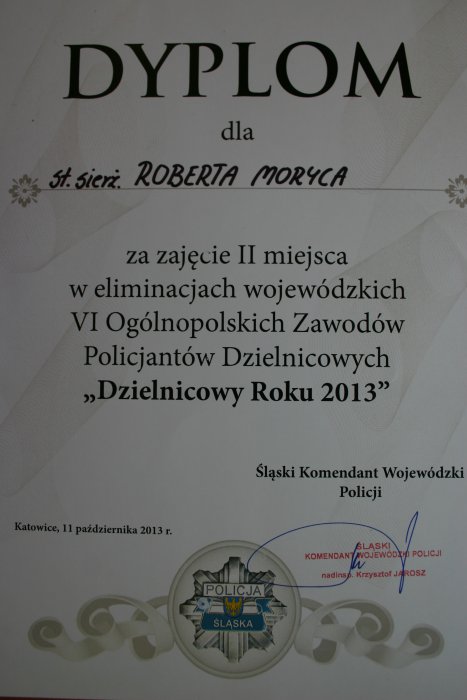 DYPLOM
dla
st. sierż. ROBERTA MORYCA
za zajęcie II miejsca
w eliminacjach wojewódzkich
VI Ogólnopolskich Zawodów
Policjantów Dzielnicowych
„Dzielnicowy Roku 2013”
Śląski Komendant Wojewódzki
Policji
Katowice, 11 października 2013 r.
ŚLĄSKI
KOMENDANT WOJEWÓDZKI POLICJI
nadinsp. Krzysztof JAROSZ
POLICJA
ŚLĄSKA